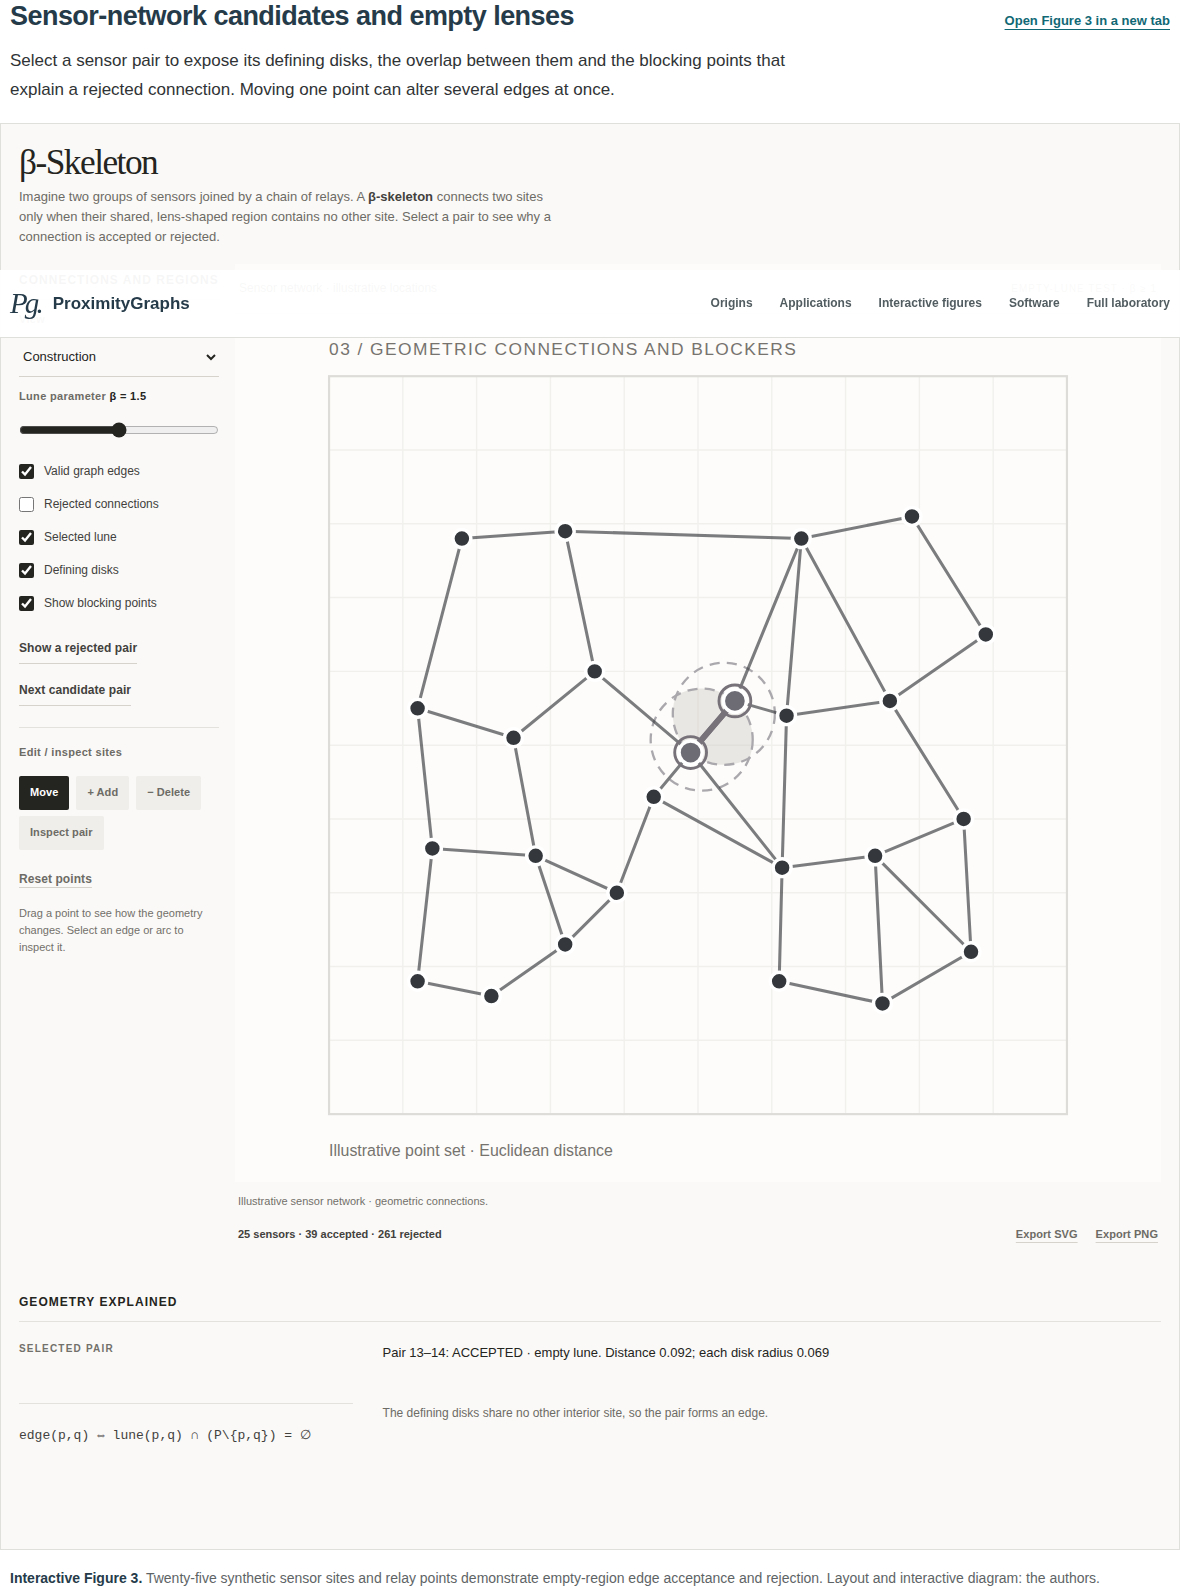 Sensor-network candidates and empty lenses
Open Figure 3 in a new tab
Select a sensor pair to expose its defining disks, the overlap between them and the blocking points that
explain a rejected connection. Moving one point can alter several edges at once.
β-Skeleton
Imagine two groups of sensors joined by a chain of relays. A β-skeleton connects two sites
only when their shared, lens-shaped region contains no other site. Select a pair to see why a
connection is accepted or rejected.
CONNECTIONS AND REGIONS
Pg. ProximityGraphs
Origins
Applications
Interactive figures
Software
Full laboratory
Construction
Lune parameter β = 1.5
Valid graph edges
Rejected connections
Selected lune
Defining disks
Show blocking points
Show a rejected pair
Next candidate pair
Edit / inspect sites
Move
+ Add
− Delete
Inspect pair
Reset points
Drag a point to see how the geometry
changes. Select an edge or arc to
inspect it.
03 / GEOMETRIC CONNECTIONS AND BLOCKERS
Illustrative point set · Euclidean distance
Illustrative sensor network · geometric connections.
25 sensors · 39 accepted · 261 rejected
Export SVG
Export PNG
GEOMETRY EXPLAINED
SELECTED PAIR
Pair 13–14: ACCEPTED · empty lune. Distance 0.092; each disk radius 0.069
The defining disks share no other interior site, so the pair forms an edge.
edge(p,q) ⇔ lune(p,q) ∩ (P\{p,q}) = ∅
Interactive Figure 3. Twenty-five synthetic sensor sites and relay points demonstrate empty-region edge acceptance and rejection. Layout and interactive diagram: the authors.